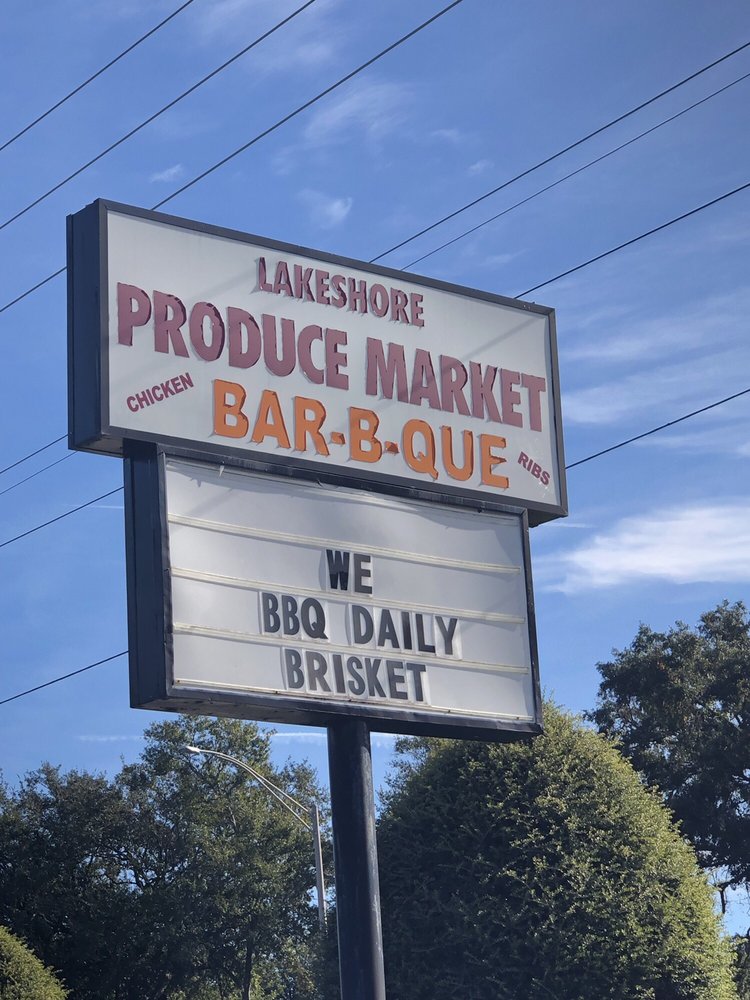 LAKESHORE
PRODUCE MARKET
CHICKEN
BAR-B-QUE
RIBS
WE
BBQ DAILY
BRISKET